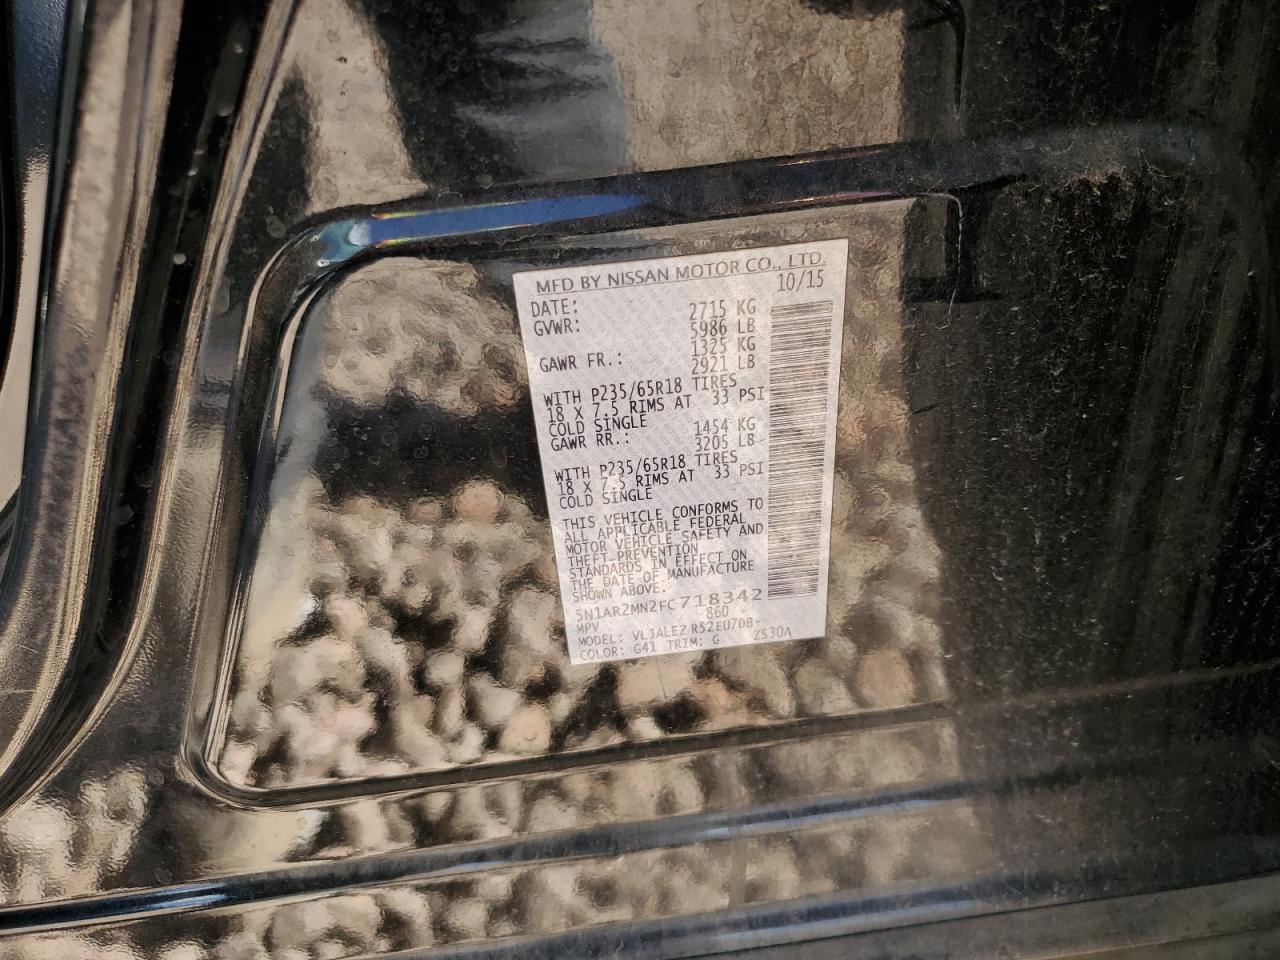 MFD BY NISSAN MOTOR CO., LTD.
DATE: 10/15
GVWR: 2715 KG
5986 LB
GAWR FR.: 1325 KG
2921 LB
WITH P235/65R18 TIRES
18 X 7.5 RIMS AT 33 PSI
COLD SINGLE
GAWR RR.: 1454 KG
3205 LB
WITH P235/65R18 TIRES
18 X 7.5 RIMS AT 33 PSI
COLD SINGLE
THIS VEHICLE CONFORMS TO
ALL APPLICABLE FEDERAL
MOTOR VEHICLE SAFETY AND
THEFT PREVENTION
STANDARDS IN EFFECT ON
THE DATE OF MANUFACTURE
SHOWN ABOVE.
5N1AR2MN2FC718342
MPV 860
MODEL: VL3ALEZ R52EU7DB-
COLOR: G41 TRIM: G ZS30A